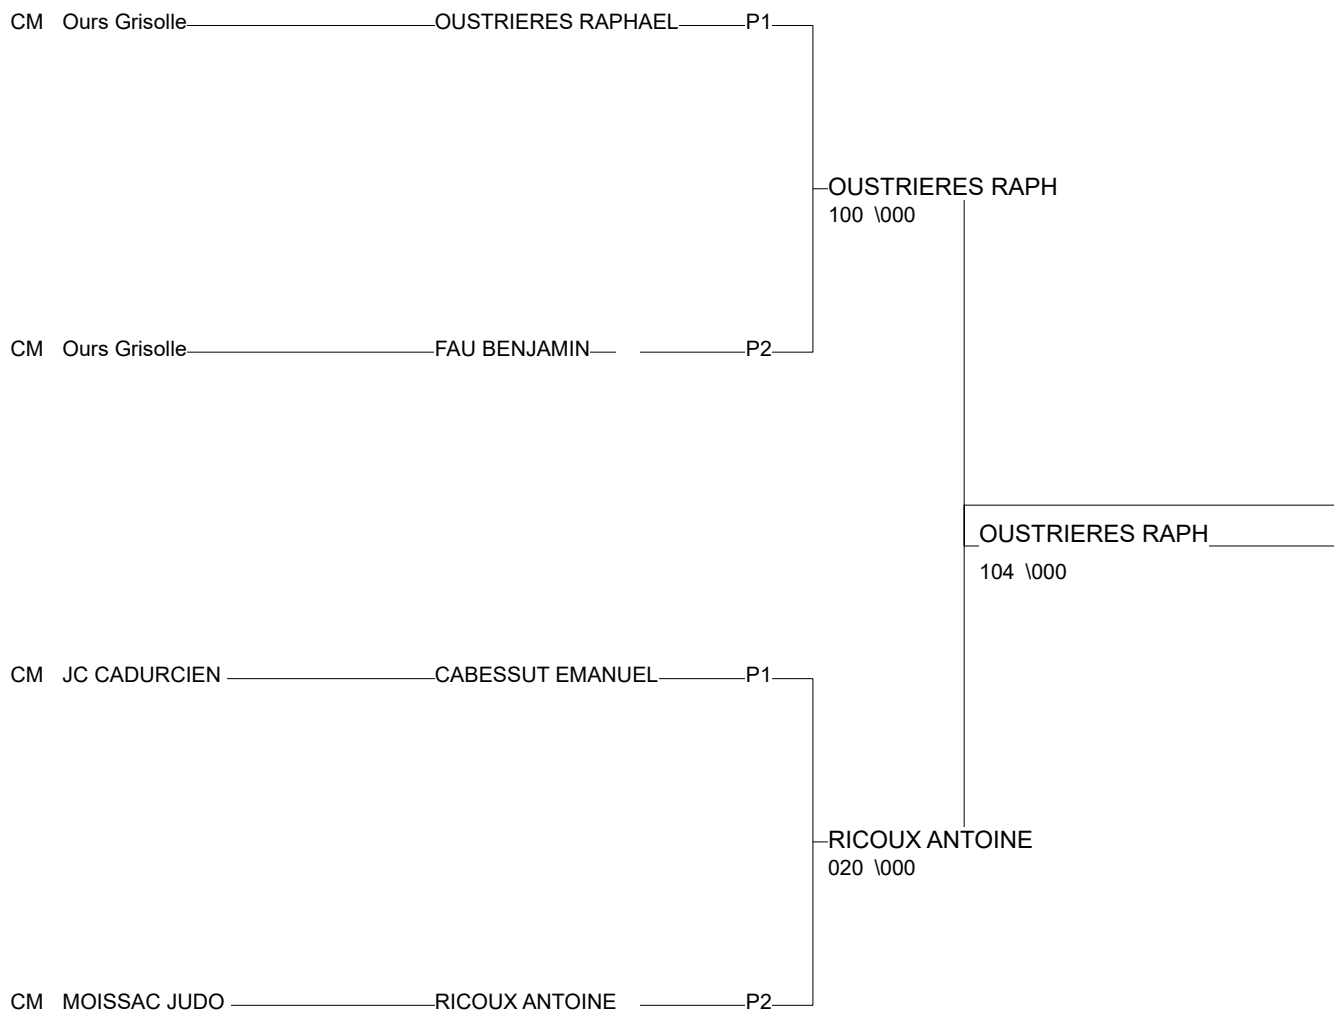 CM Ours Grisolle OUSTRIERES RAPHAEL P1
OUSTRIERES RAPH
100 \000
CM Ours Grisolle FAU BENJAMIN P2
OUSTRIERES RAPH
104 \000
CM JC CADURCIEN CABESSUT EMANUEL P1
RICOUX ANTOINE
020 \000
CM MOISSAC JUDO RICOUX ANTOINE P2